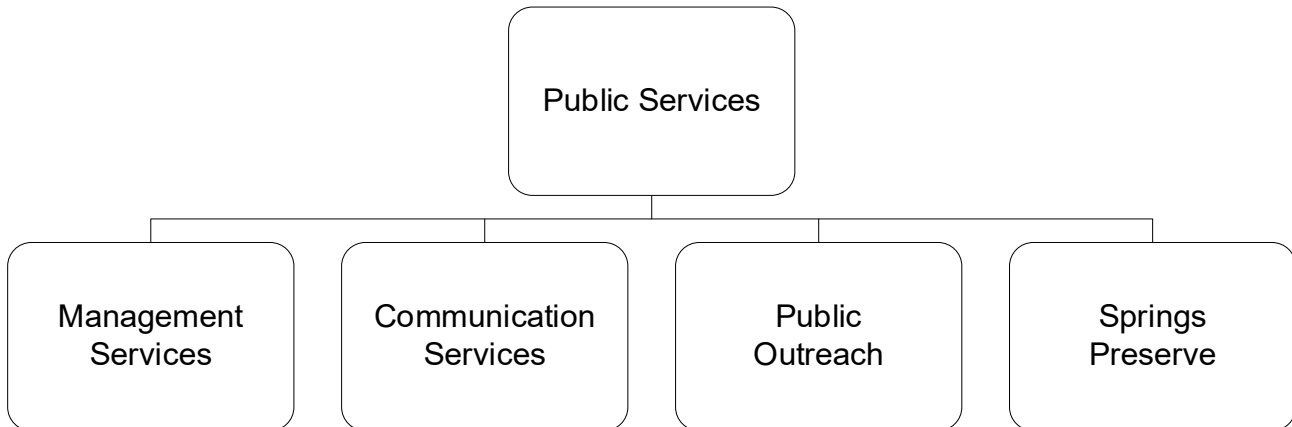 Public Services
Management
Services
Communication
Services
Public
Outreach
Springs
Preserve